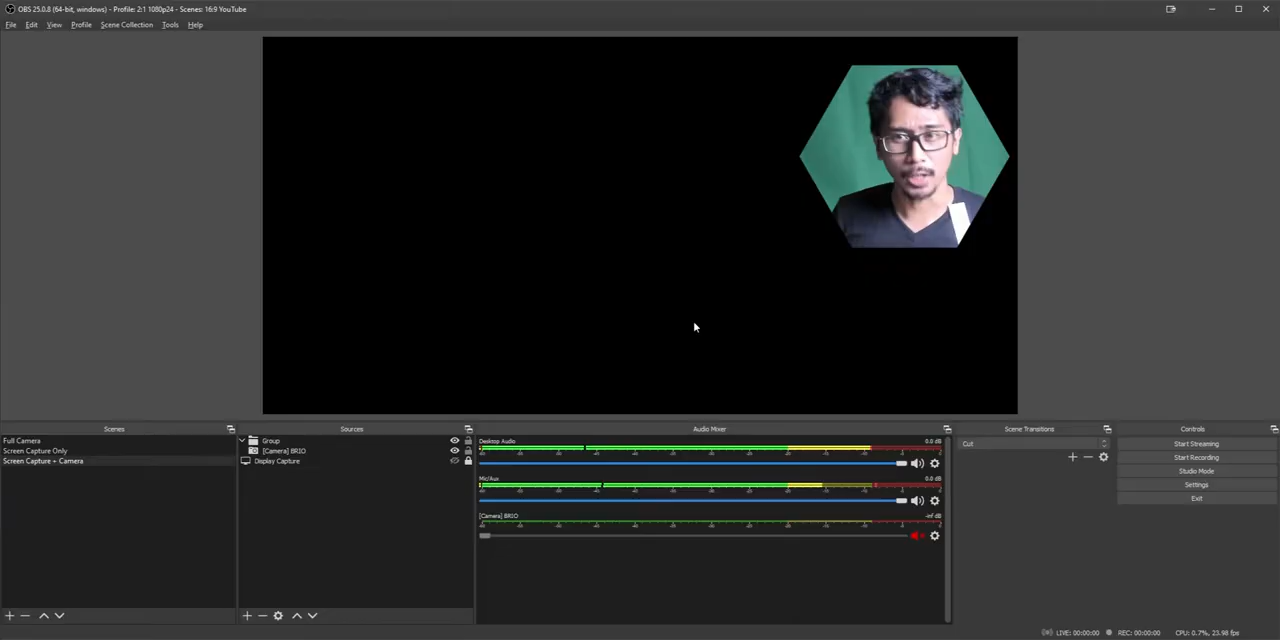 OBS 25.0.8 (64-bit, windows) - Profile: 2:1 1080p24 - Scenes: 16:9 YouTube
File Edit View Profile Scene Collection Tools Help
Scenes
Full Camera
Screen Capture Only
Screen Capture + Camera
Sources
Group
[Camera] BRIO
Display Capture
Audio Mixer
Desktop Audio 0.0 dB
Mic/Aux 0.0 dB
[Camera] BRIO -inf dB
Scene Transitions
Cut
Controls
Start Streaming
Start Recording
Studio Mode
Settings
Exit
LIVE: 00:00:00 REC: 00:00:00 CPU: 0.7%, 23.98 fps